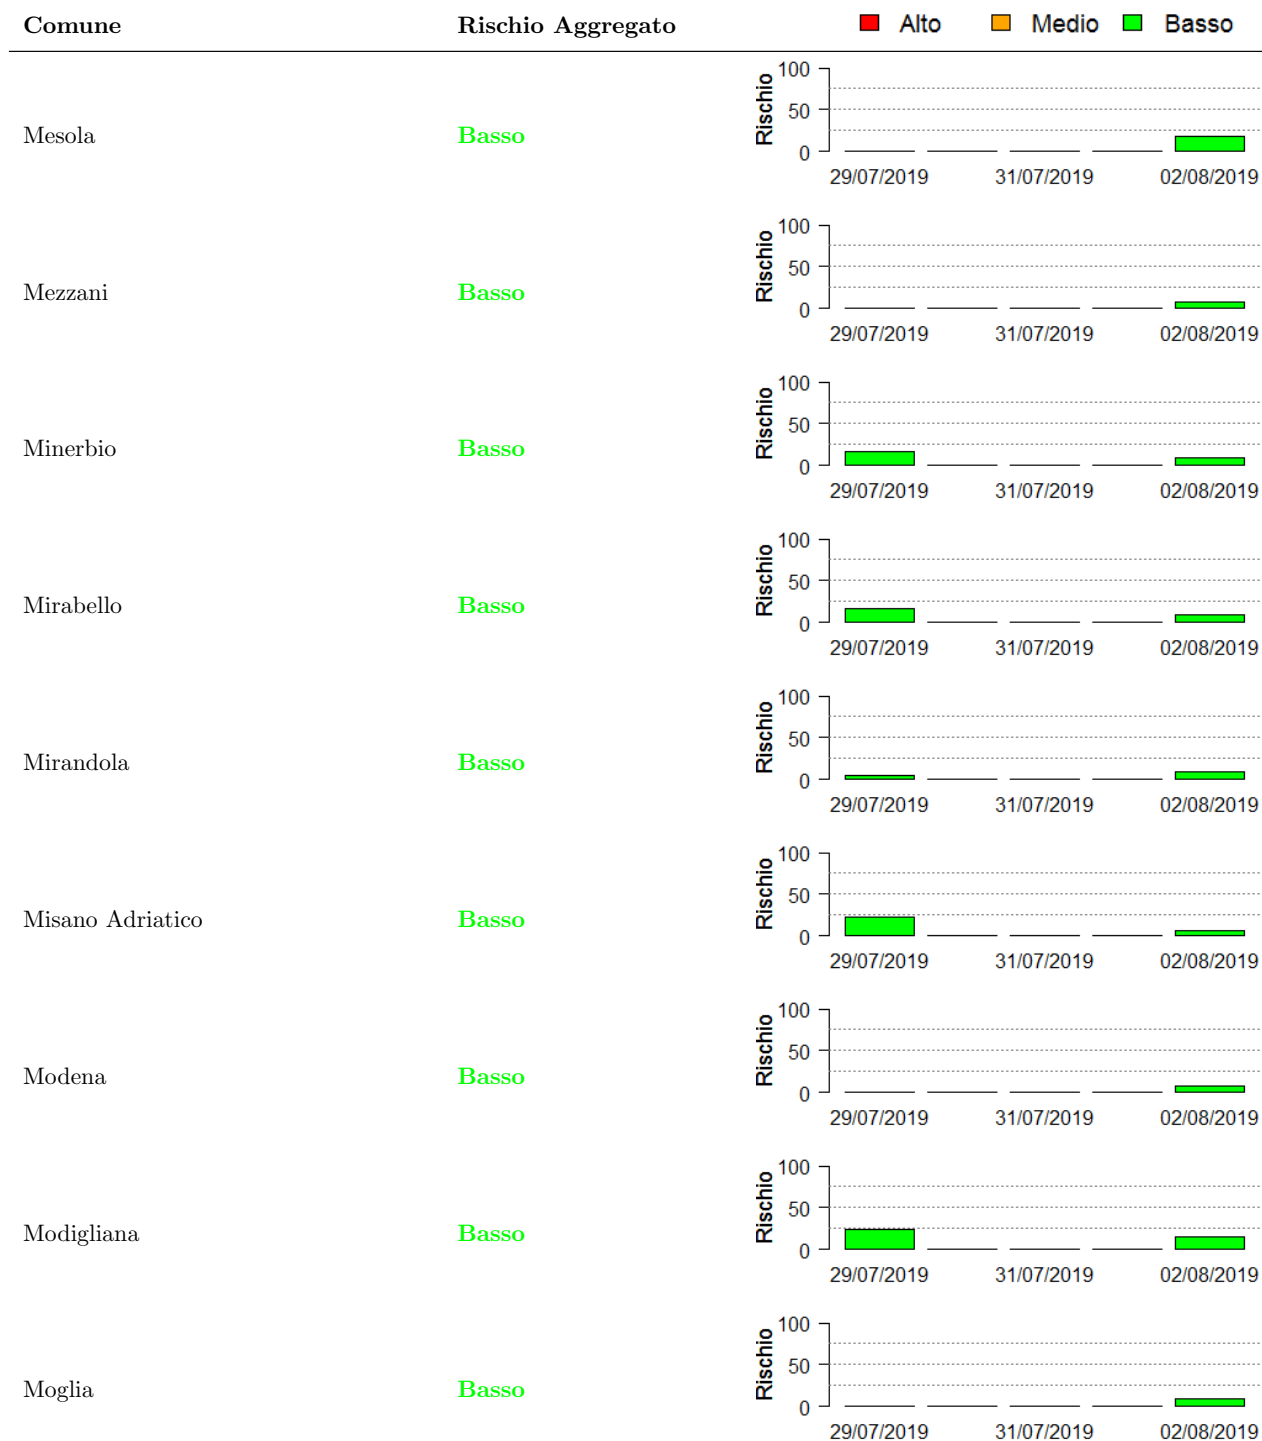 Comune Rischio Aggregato Alto Medio Basso
100
50
0
Rischio
Mesola Basso
29/07/2019 31/07/2019 02/08/2019
100
50
0
Rischio
Mezzani Basso
29/07/2019 31/07/2019 02/08/2019
100
50
0
Rischio
Minerbio Basso
29/07/2019 31/07/2019 02/08/2019
100
50
0
Rischio
Mirabello Basso
29/07/2019 31/07/2019 02/08/2019
100
50
0
Rischio
Mirandola Basso
29/07/2019 31/07/2019 02/08/2019
100
50
0
Rischio
Misano Adriatico Basso
29/07/2019 31/07/2019 02/08/2019
100
50
0
Rischio
Modena Basso
29/07/2019 31/07/2019 02/08/2019
100
50
0
Rischio
Modigliana Basso
29/07/2019 31/07/2019 02/08/2019
100
50
0
Rischio
Moglia Basso
29/07/2019 31/07/2019 02/08/2019